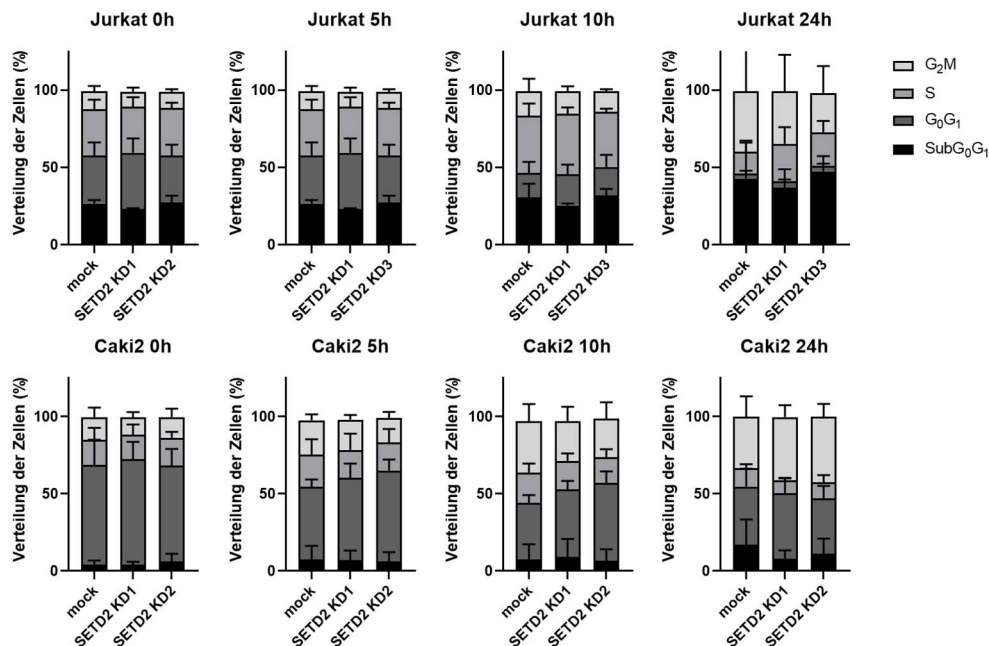 Jurkat 0h
Jurkat 5h
Jurkat 10h
Jurkat 24h
Verteilung der Zellen (%)
100
50
0
mock
SETD2 KD1
SETD2 KD2
Verteilung der Zellen (%)
100
50
0
mock
SETD2 KD1
SETD2 KD3
Verteilung der Zellen (%)
100
50
0
mock
SETD2 KD1
SETD2 KD3
Verteilung der Zellen (%)
100
50
0
mock
SETD2 KD1
SETD2 KD3
G₂M
S
G₀G₁
SubG₀G₁
Caki2 0h
Caki2 5h
Caki2 10h
Caki2 24h
Verteilung der Zellen (%)
100
50
0
mock
SETD2 KD1
SETD2 KD2
Verteilung der Zellen (%)
100
50
0
mock
SETD2 KD1
SETD2 KD2
Verteilung der Zellen (%)
100
50
0
mock
SETD2 KD1
SETD2 KD2
Verteilung der Zellen (%)
100
50
0
mock
SETD2 KD1
SETD2 KD2